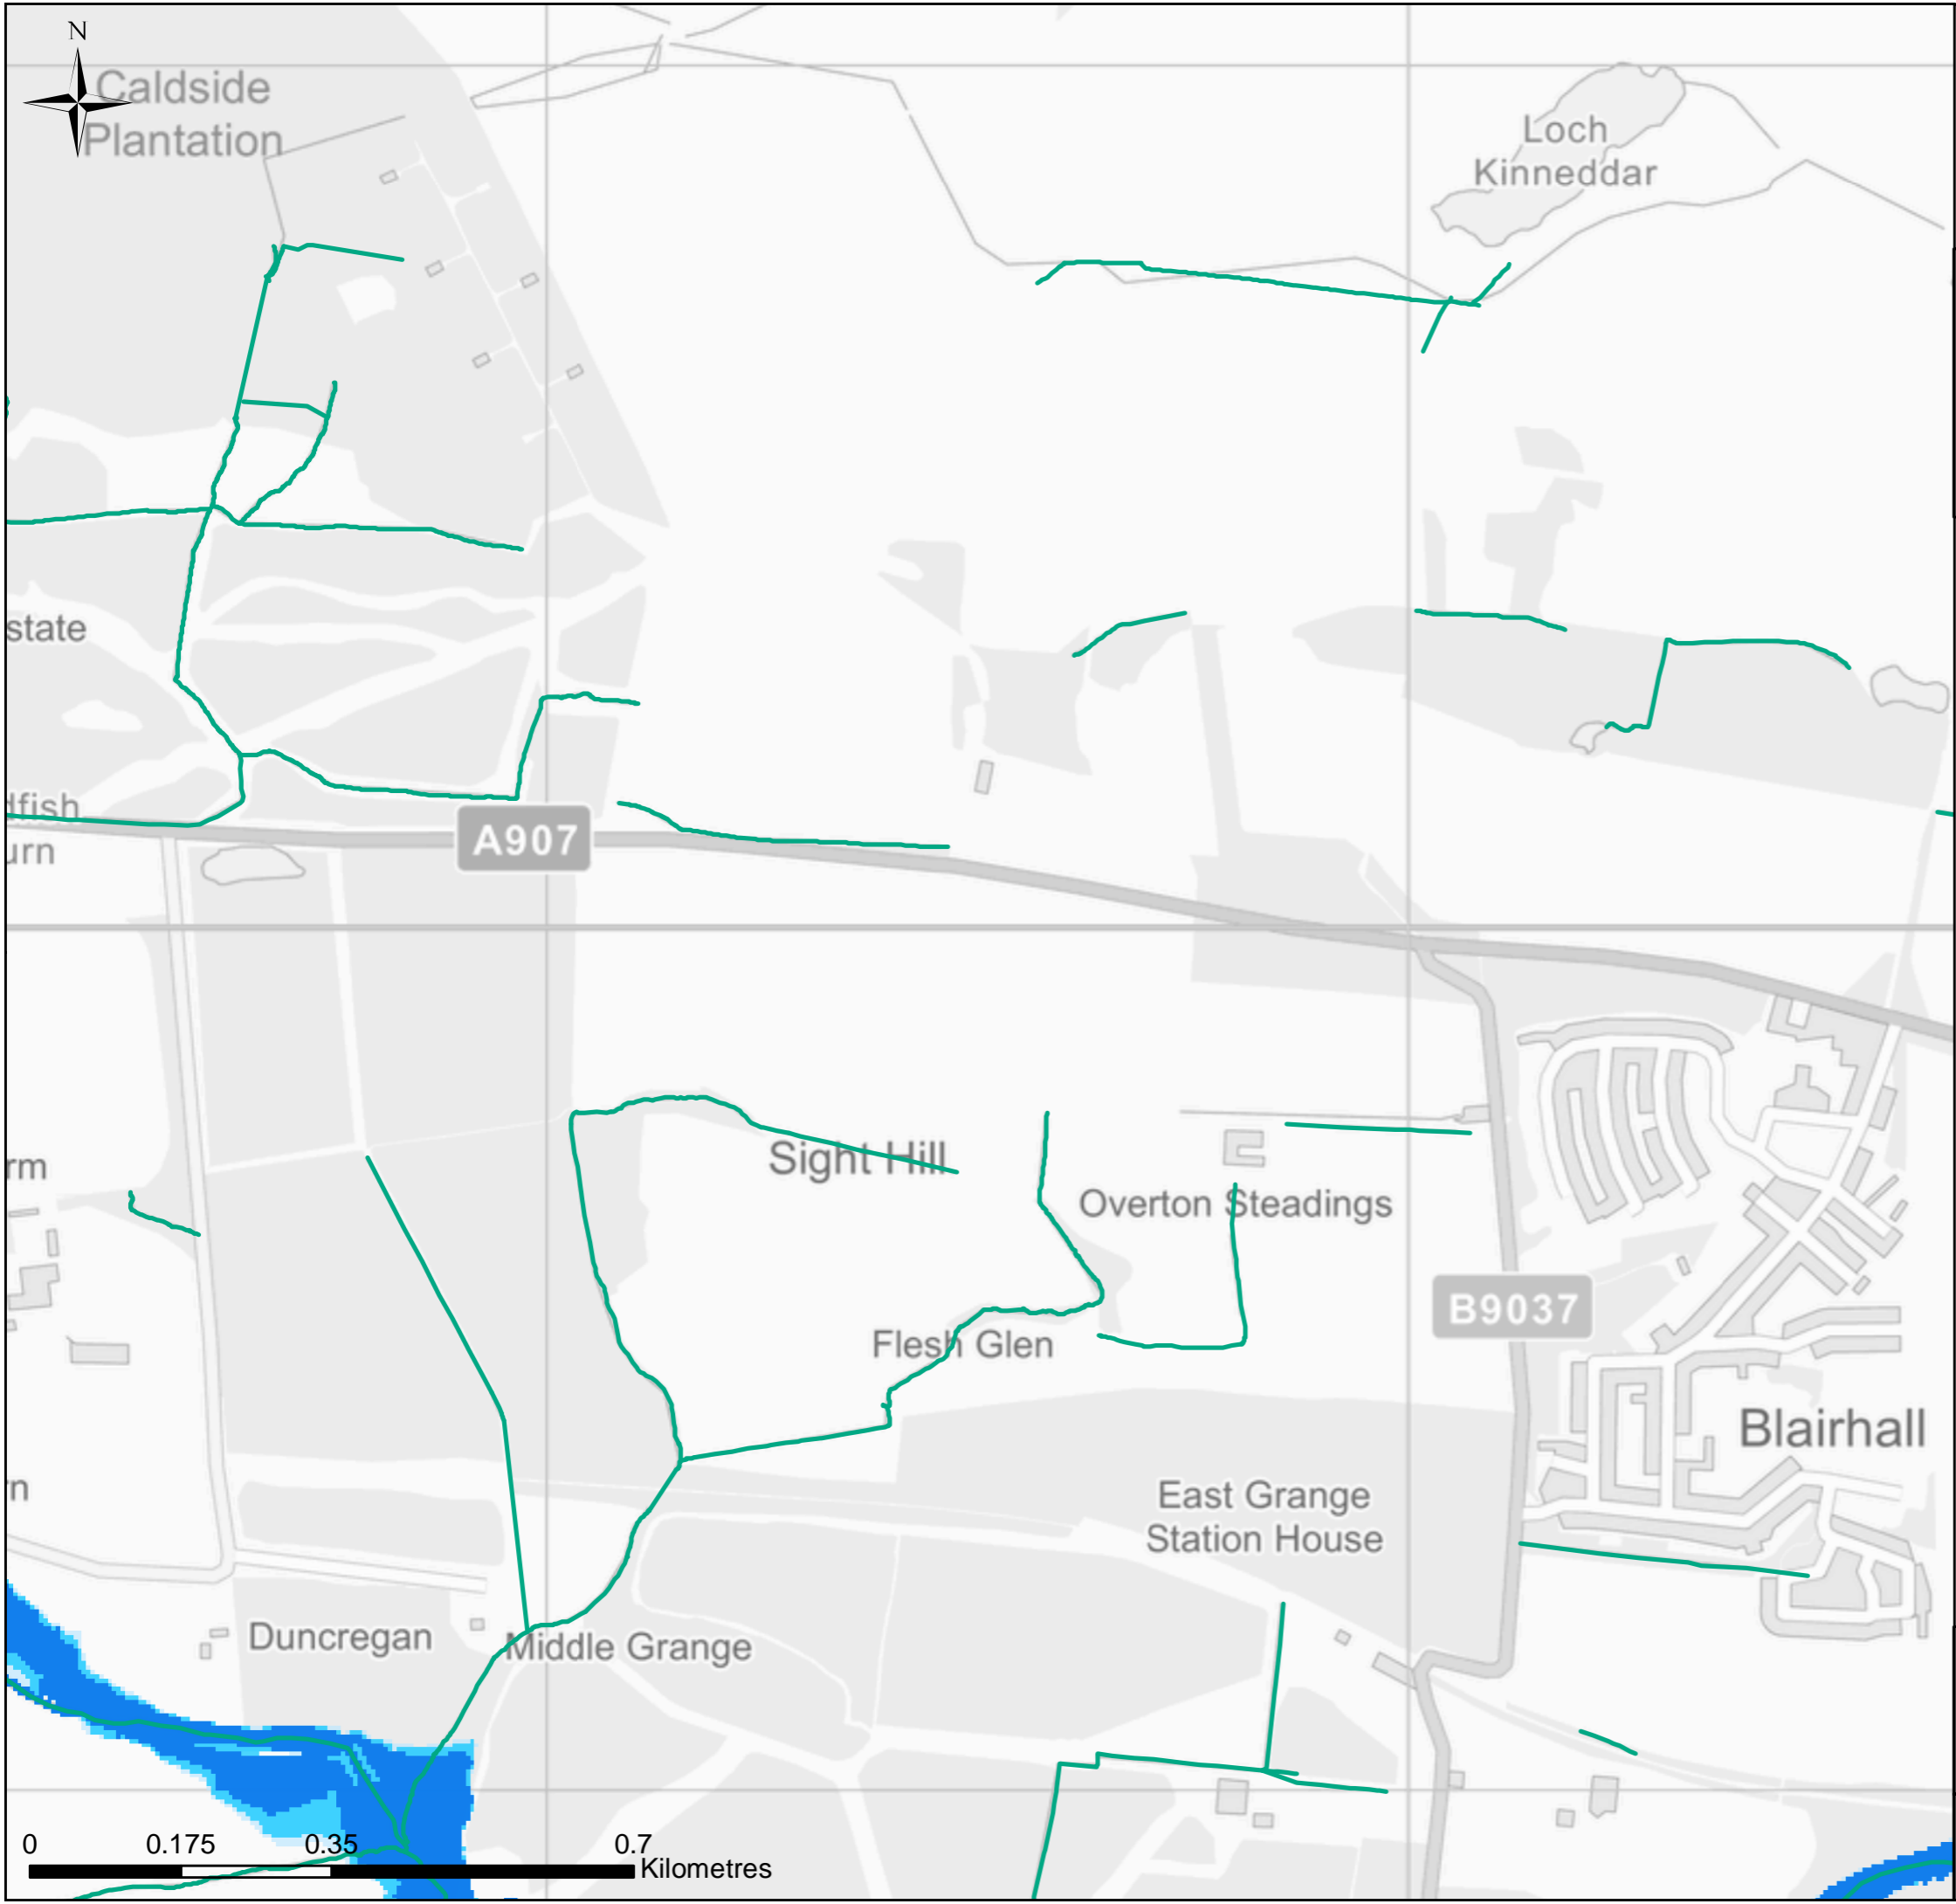 N
Caldside
Plantation
Loch
Kinneddar
state
dfish
urn
A907
Sight Hill
rm
Overton Steadings
B9037
Flesh Glen
Blairhall
n
East Grange
Station House
Duncregan
Middle Grange
0 0.175 0.35 0.7
Kilometres